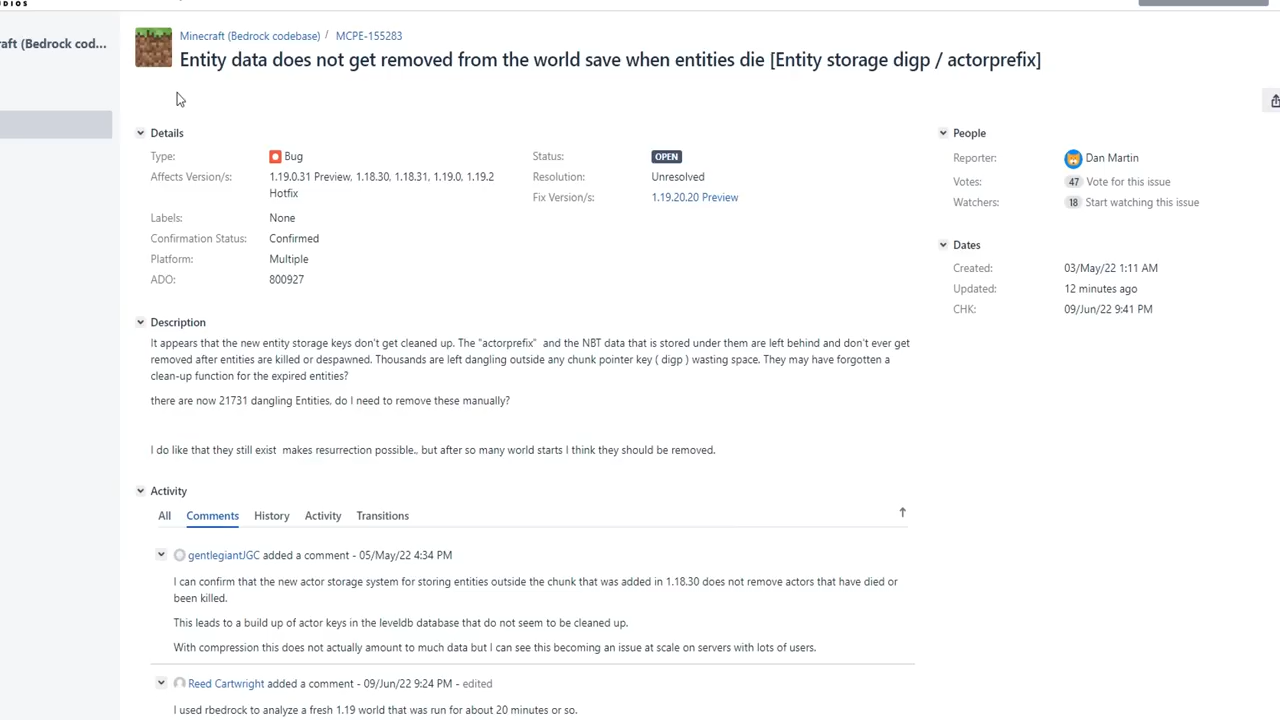 aft (Bedrock cod...
Minecraft (Bedrock codebase) / MCPE-155283
Entity data does not get removed from the world save when entities die [Entity storage digp / actorprefix]
Details
Type: Bug
Affects Version/s: 1.19.0.31 Preview, 1.18.30, 1.18.31, 1.19.0, 1.19.2
Hotfix
Labels: None
Confirmation Status: Confirmed
Platform: Multiple
ADO: 800927
Status: OPEN
Resolution: Unresolved
Fix Version/s: 1.19.20.20 Preview
People
Reporter: Dan Martin
Votes: 47 Vote for this issue
Watchers: 18 Start watching this issue
Dates
Created: 03/May/22 1:11 AM
Updated: 12 minutes ago
CHK: 09/Jun/22 9:41 PM
Description
It appears that the new entity storage keys don't get cleaned up. The "actorprefix" and the NBT data that is stored under them are left behind and don't ever get
removed after entities are killed or despawned. Thousands are left dangling outside any chunk pointer key ( digp ) wasting space. They may have forgotten a
clean-up function for the expired entities?
there are now 21731 dangling Entities, do I need to remove these manually?
I do like that they still exist makes resurrection possible., but after so many world starts I think they should be removed.
Activity
All Comments History Activity Transitions
gentlegiantJGC added a comment - 05/May/22 4:34 PM
I can confirm that the new actor storage system for storing entities outside the chunk that was added in 1.18.30 does not remove actors that have died or
been killed.
This leads to a build up of actor keys in the leveldb database that do not seem to be cleaned up.
With compression this does not actually amount to much data but I can see this becoming an issue at scale on servers with lots of users.
Reed Cartwright added a comment - 09/Jun/22 9:24 PM - edited
I used rbedrock to analyze a fresh 1.19 world that was run for about 20 minutes or so.